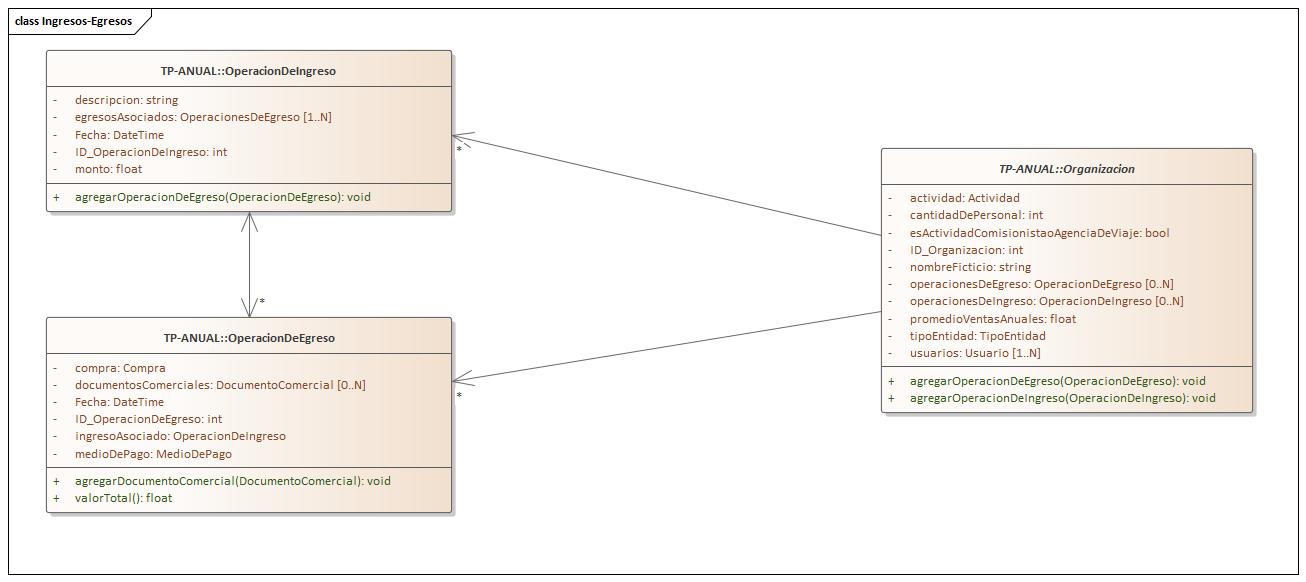 class Ingresos-Egresos
TP-ANUAL::OperacionDeIngreso
- descripcion: string
- egresosAsociados: OperacionesDeEgreso [1..N]
- Fecha: DateTime
- ID_OperacionDeIngreso: int
- monto: float
+ agregarOperacionDeEgreso(OperacionDeEgreso): void
*
*
TP-ANUAL::OperacionDeEgreso
- compra: Compra
- documentosComerciales: DocumentoComercial [0..N]
- Fecha: DateTime
- ID_OperacionDeEgreso: int
- ingresoAsociado: OperacionDeIngreso
- medioDePago: MedioDePago
+ agregarDocumentoComercial(DocumentoComercial): void
+ valorTotal(): float
*
TP-ANUAL::Organizacion
- actividad: Actividad
- cantidadDePersonal: int
- esActividadComisionistaoAgenciaDeViaje: bool
- ID_Organizacion: int
- nombreFicticio: string
- operacionesDeEgreso: OperacionDeEgreso [0..N]
- operacionesDeIngreso: OperacionDeIngreso [0..N]
- promedioVentasAnuales: float
- tipoEntidad: TipoEntidad
- usuarios: Usuario [1..N]
+ agregarOperacionDeEgreso(OperacionDeEgreso): void
+ agregarOperacionDeIngreso(OperacionDeIngreso): void